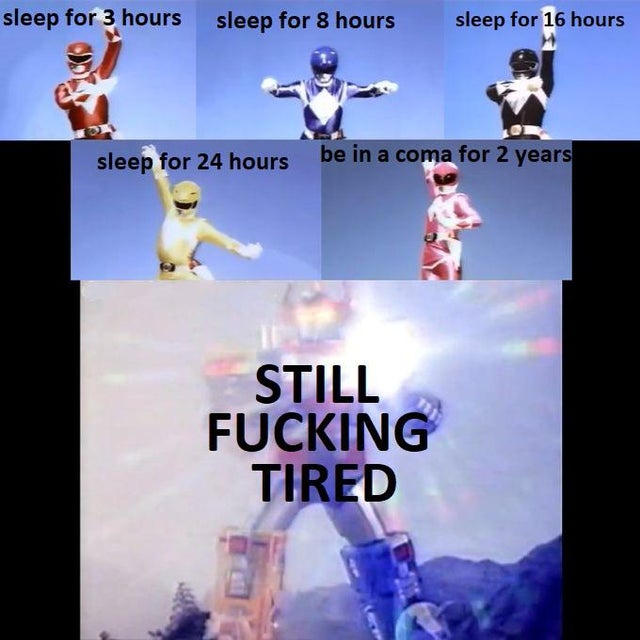 sleep for 3 hours
sleep for 8 hours
sleep for 16 hours
sleep for 24 hours
be in a coma for 2 years
STILL
FUCKING
TIRED